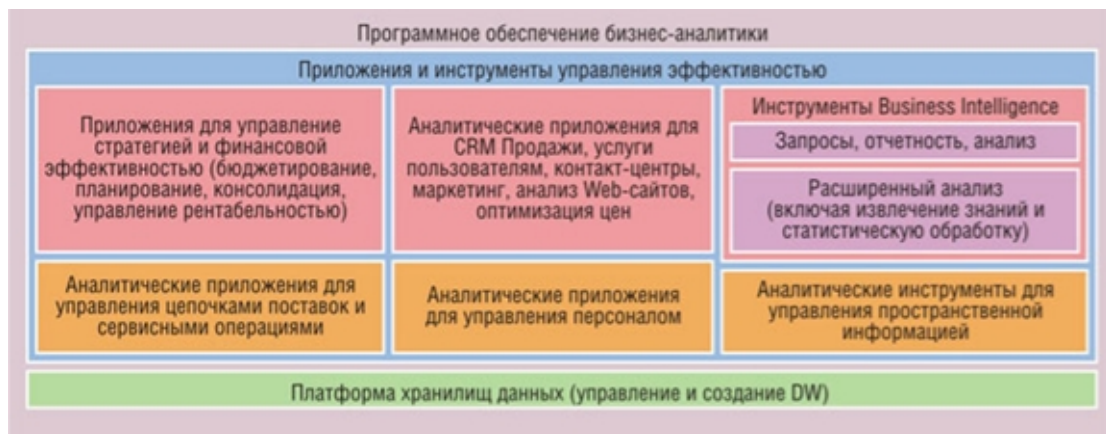 Программное обеспечение бизнес-аналитики
Приложения и инструменты управления эффективностью
Приложения для управление
стратегией и финансовой
эффективностью (бюджетирование,
планирование, консолидация,
управление рентабельностью)
Аналитические приложения для
CRM Продажи, услуги
пользователям, контакт-центры,
маркетинг, анализ Web-сайтов,
оптимизация цен
Инструменты Business Intelligence
Запросы, отчетность, анализ
Расширенный анализ
(включая извлечение знаний и
статистическую обработку)
Аналитические приложения для
управления цепочками поставок и
сервисными операциями
Аналитические приложения
для управления персоналом
Аналитические инструменты для
управления пространственной
информацией
Платформа хранилищ данных (управление и создание DW)